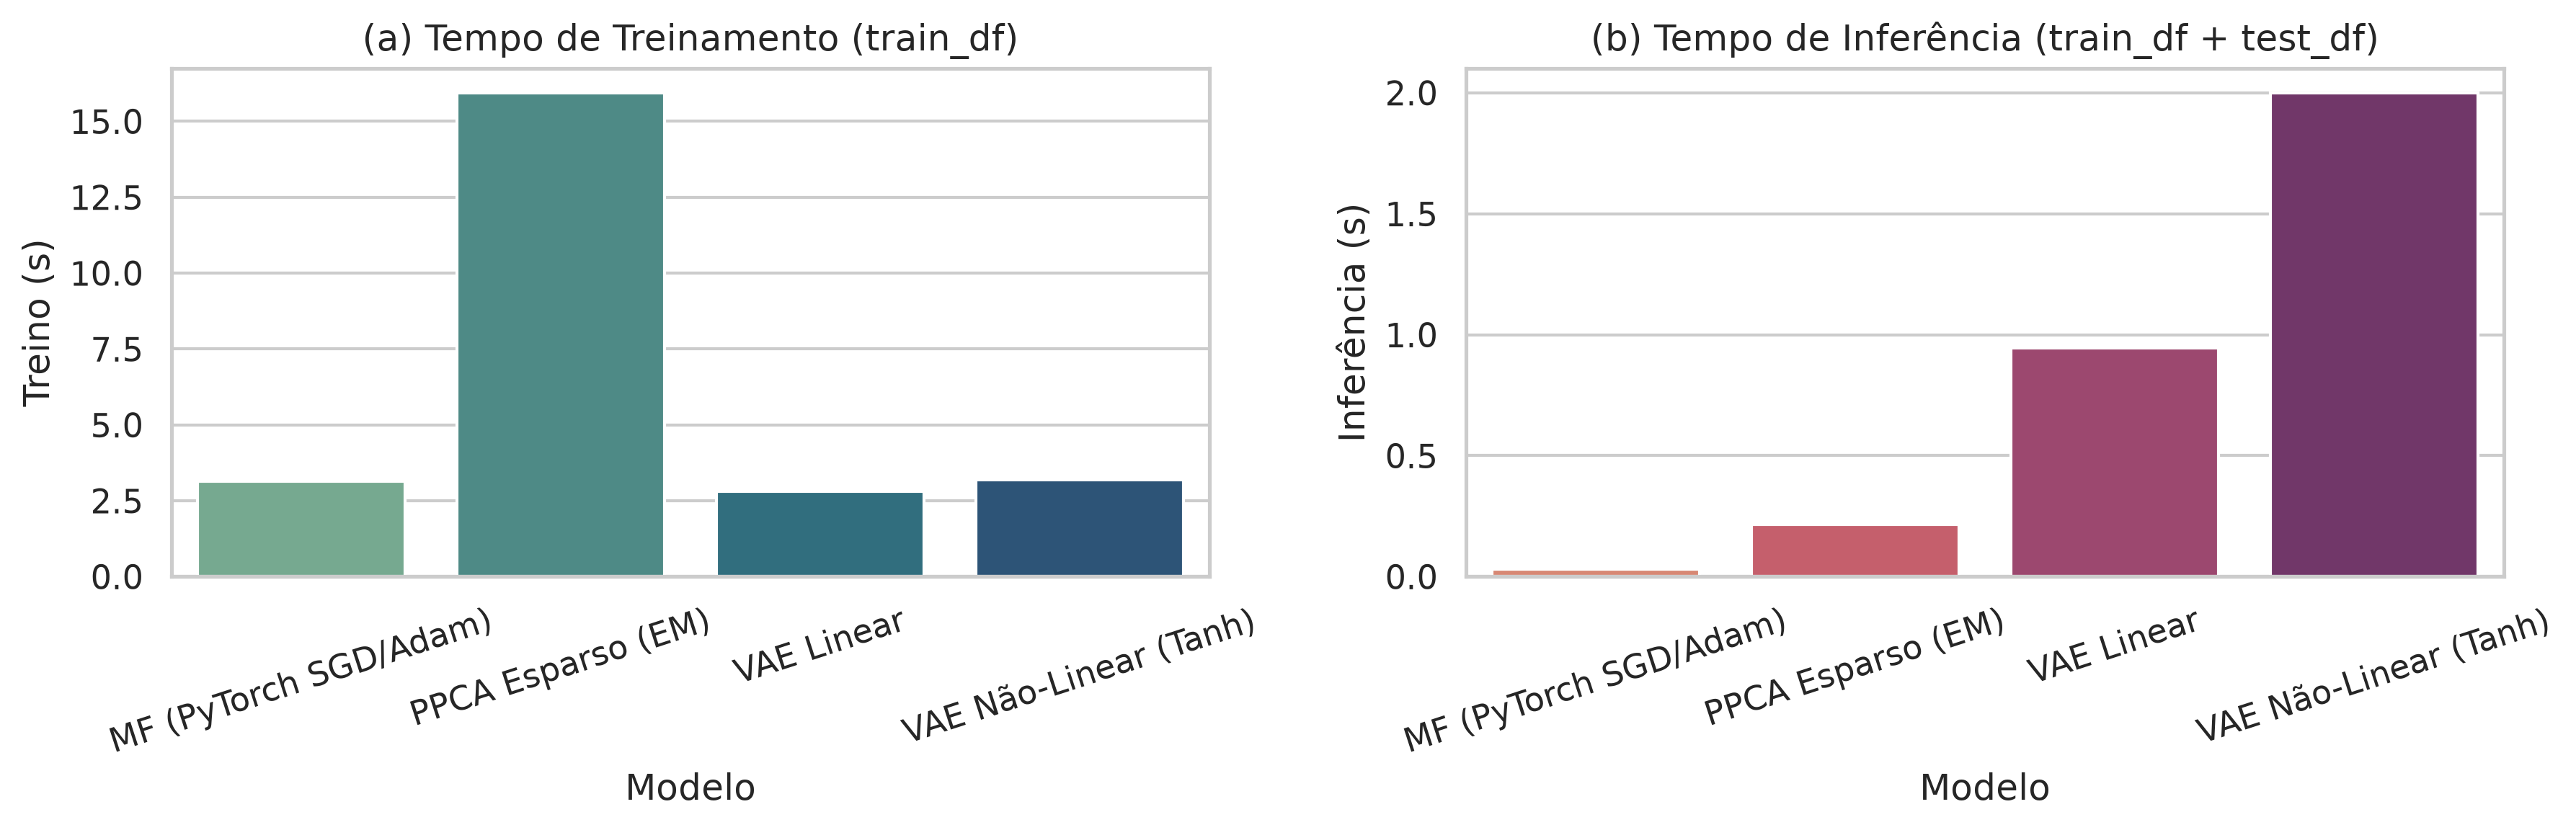 (a) Tempo de Treinamento (train_df)
Treino (s)
15.0
12.5
10.0
7.5
5.0
2.5
0.0
MF (PyTorch SGD/Adam)
PPCA Esparso (EM)
VAE Linear
VAE Não-Linear (Tanh)
Modelo
(b) Tempo de Inferência (train_df + test_df)
Inferência (s)
2.0
1.5
1.0
0.5
0.0
MF (PyTorch SGD/Adam)
PPCA Esparso (EM)
VAE Linear
VAE Não-Linear (Tanh)
Modelo